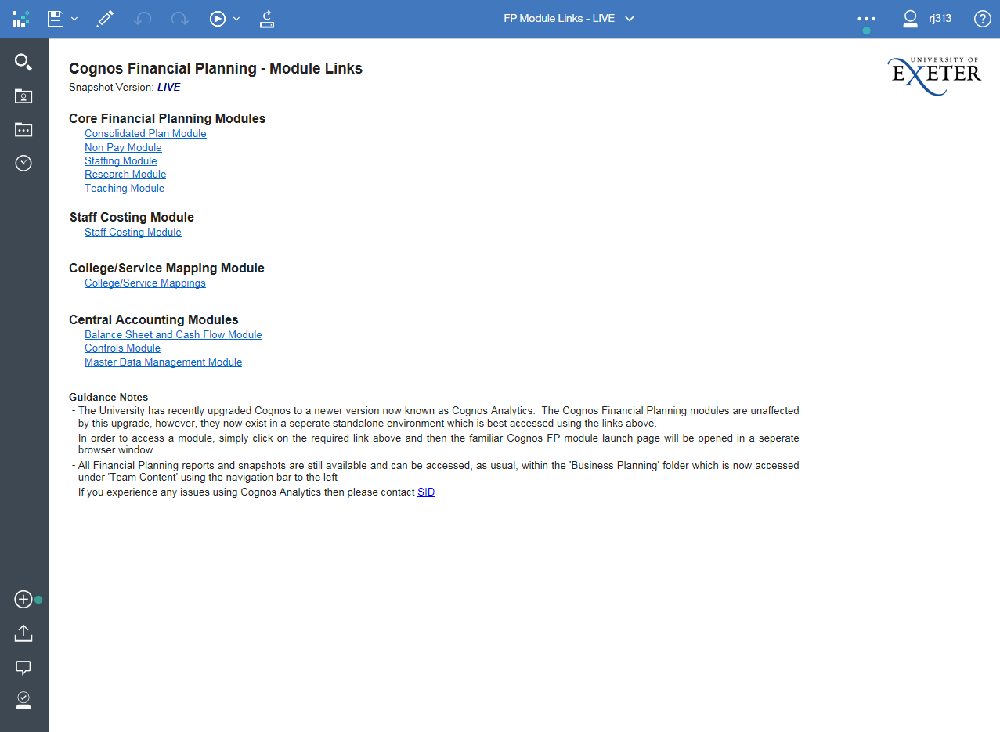 _FP Module Links - LIVE
rj313
Cognos Financial Planning - Module Links
UNIVERSITY OF
EXETER
Snapshot Version: LIVE
Core Financial Planning Modules
Consolidated Plan Module
Non Pay Module
Staffing Module
Research Module
Teaching Module
Staff Costing Module
Staff Costing Module
College/Service Mapping Module
College/Service Mappings
Central Accounting Modules
Balance Sheet and Cash Flow Module
Controls Module
Master Data Management Module
Guidance Notes
- The University has recently upgraded Cognos to a newer version now known as Cognos Analytics. The Cognos Financial Planning modules are unaffected
by this upgrade, however, they now exist in a seperate standalone environment which is best accessed using the links above.
- In order to access a module, simply click on the required link above and then the familiar Cognos FP module launch page will be opened in a seperate
browser window
- All Financial Planning reports and snapshots are still available and can be accessed, as usual, within the 'Business Planning' folder which is now accessed
under 'Team Content' using the navigation bar to the left
- If you experience any issues using Cognos Analytics then please contact SID